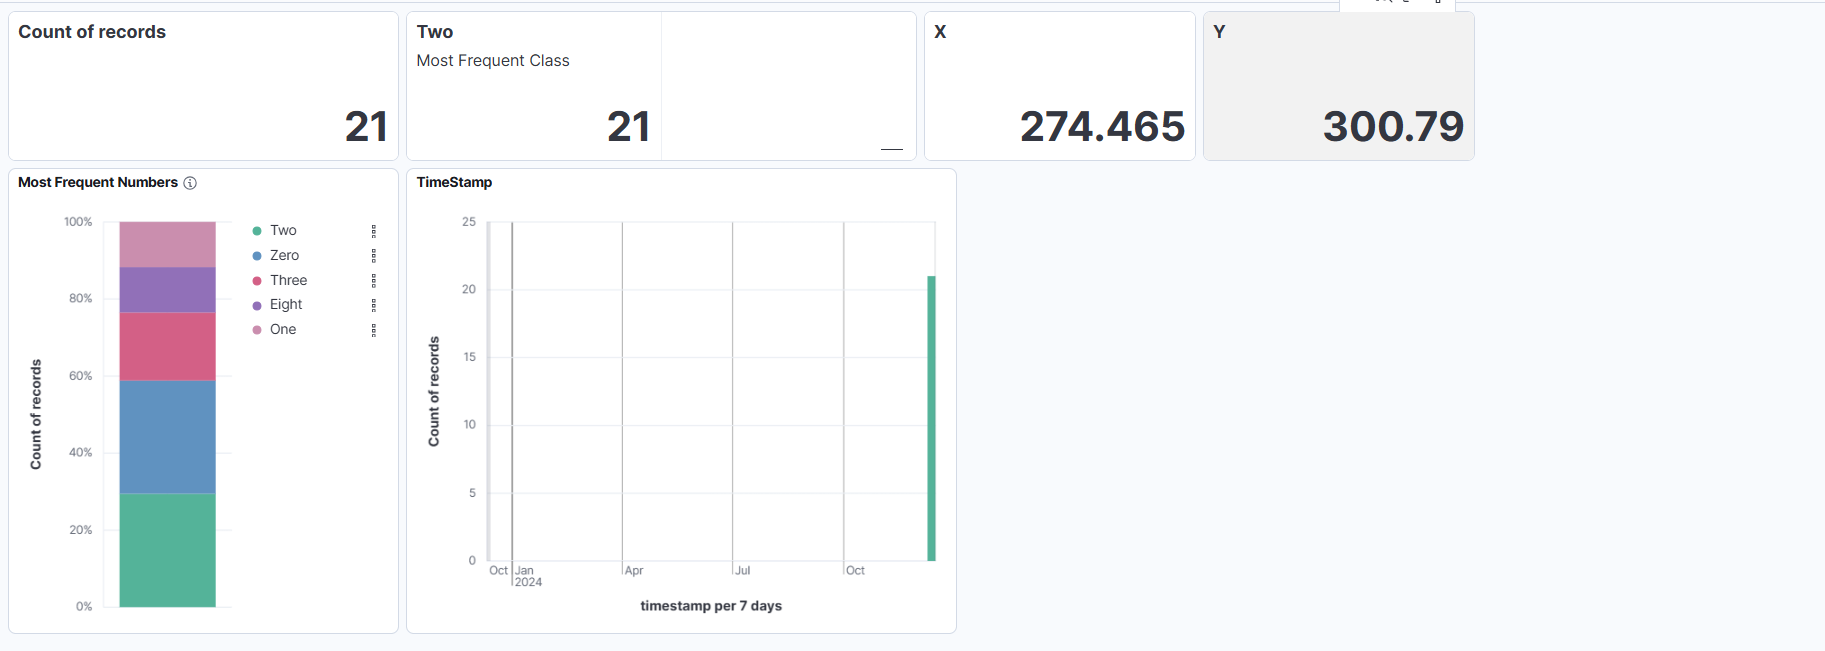 Count of records
21
Two
Most Frequent Class
21
X
274.465
Y
300.79
Most Frequent Numbers
100%
80%
60%
40%
20%
0%
Count of records
Two
Zero
Three
Eight
One
TimeStamp
25
20
15
10
5
0
Count of records
Oct
Jan
2024
Apr
Jul
Oct
timestamp per 7 days